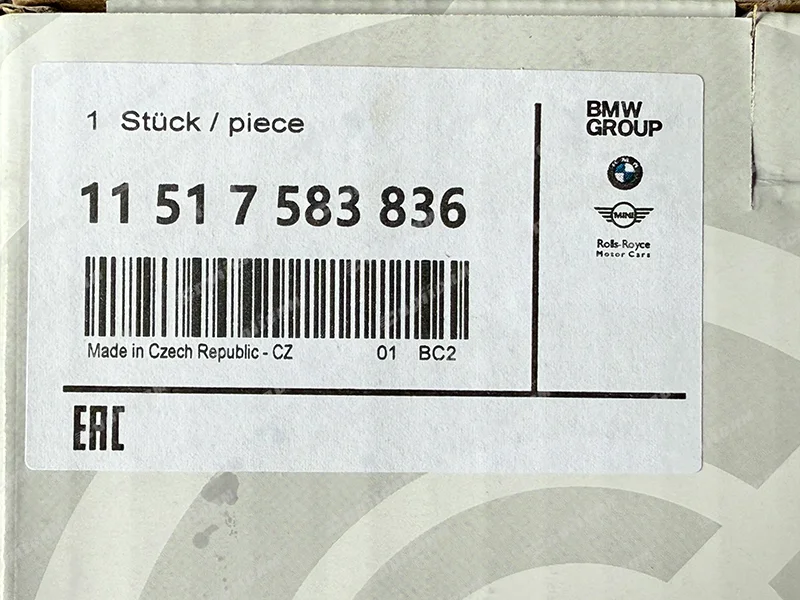 1 Stück / piece
11 51 7 583 836
Made in Czech Republic - CZ 01 BC2
EAC
BMW
GROUP
BMW
MINI
Rolls-Royce
Motor Cars